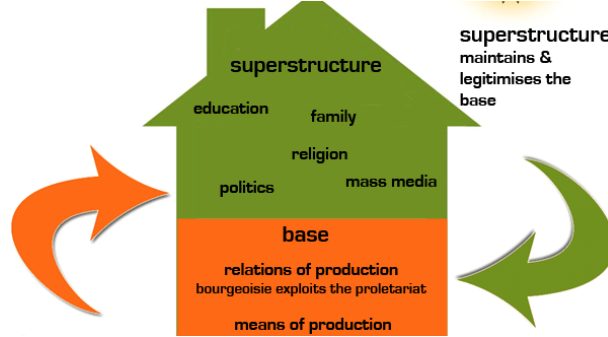 superstructure
education
family
religion
politics
mass media
base
relations of production
bourgeoisie exploits the proletariat
means of production
superstructure
maintains &
legitimises the
base